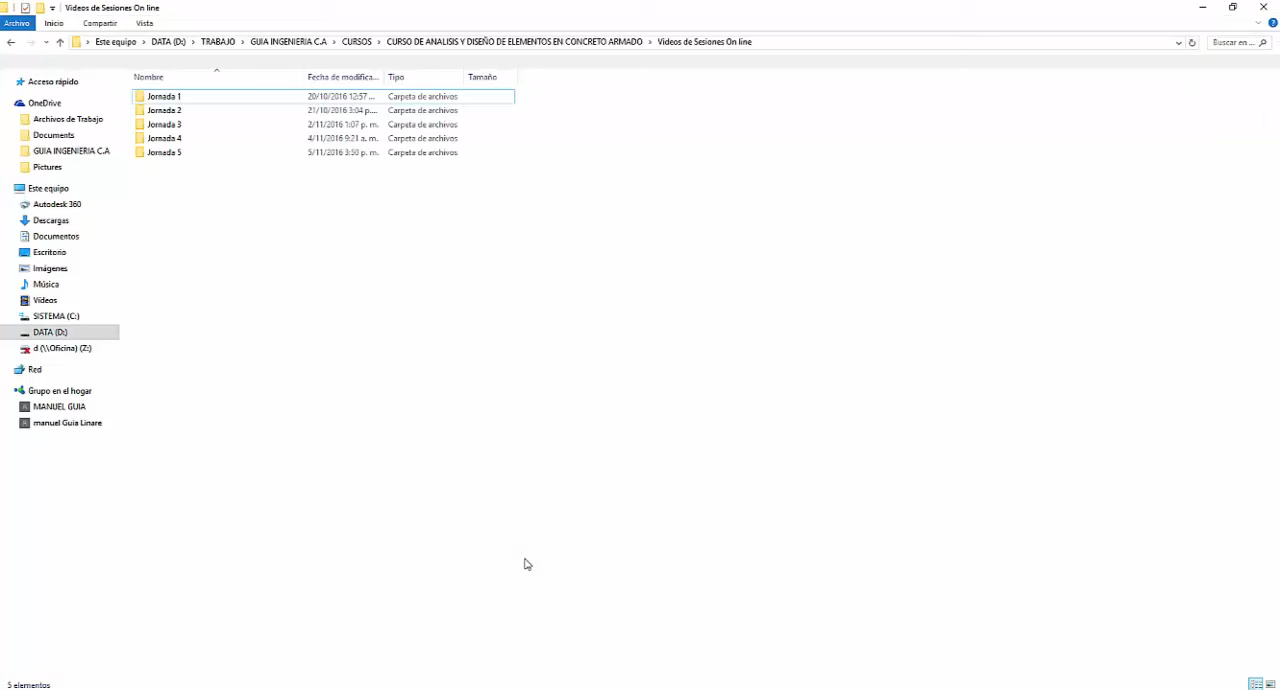 Videos de Sesiones On line
Archivo Inicio Compartir Vista
Este equipo DATA (D:) TRABAJO GUIA INGENIERIA C.A CURSOS CURSO DE ANALISIS Y DISEÑO DE ELEMENTOS EN CONCRETO ARMADO Videos de Sesiones On line Buscar en ...
Nombre Fecha de modifica... Tipo Tamaño
Jornada 1 20/10/2016 12:57 ... Carpeta de archivos
Jornada 2 21/10/2016 3:04 p.... Carpeta de archivos
Jornada 3 2/11/2016 1:07 p. m. Carpeta de archivos
Jornada 4 4/11/2016 9:21 a. m. Carpeta de archivos
Jornada 5 5/11/2016 3:50 p. m. Carpeta de archivos
Acceso rápido
OneDrive
Archivos de Trabajo
Documents
GUIA INGENIERIA C.A
Pictures
Este equipo
Autodesk 360
Descargas
Documentos
Escritorio
Imágenes
Música
Vídeos
SISTEMA (C:)
DATA (D:)
d (\\Oficina) (Z:)
Red
Grupo en el hogar
MANUEL GUIA
manuel Guia Linare
5 elementos